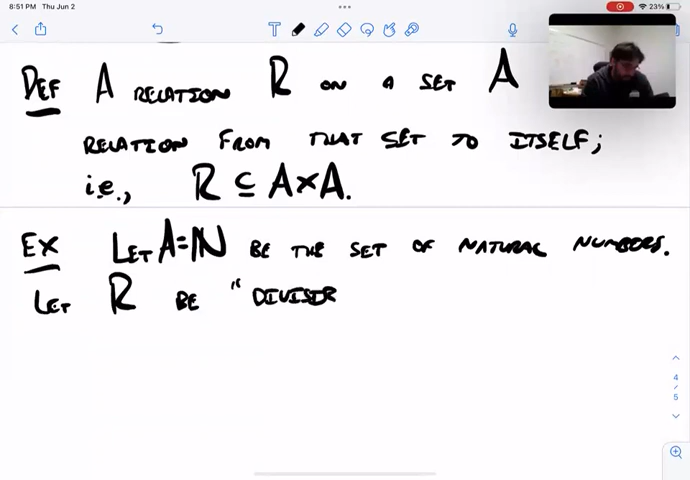 8:51 PM Thu Jun 2
23%
DEF A RELATION R ON A SET A
RELATION FROM THAT SET TO ITSELF;
i.e., R ⊆ A×A.
EX LET A=ℕ BE THE SET OF NATURAL NUMBERS.
LET R BE "DIVISIR
4
/
5